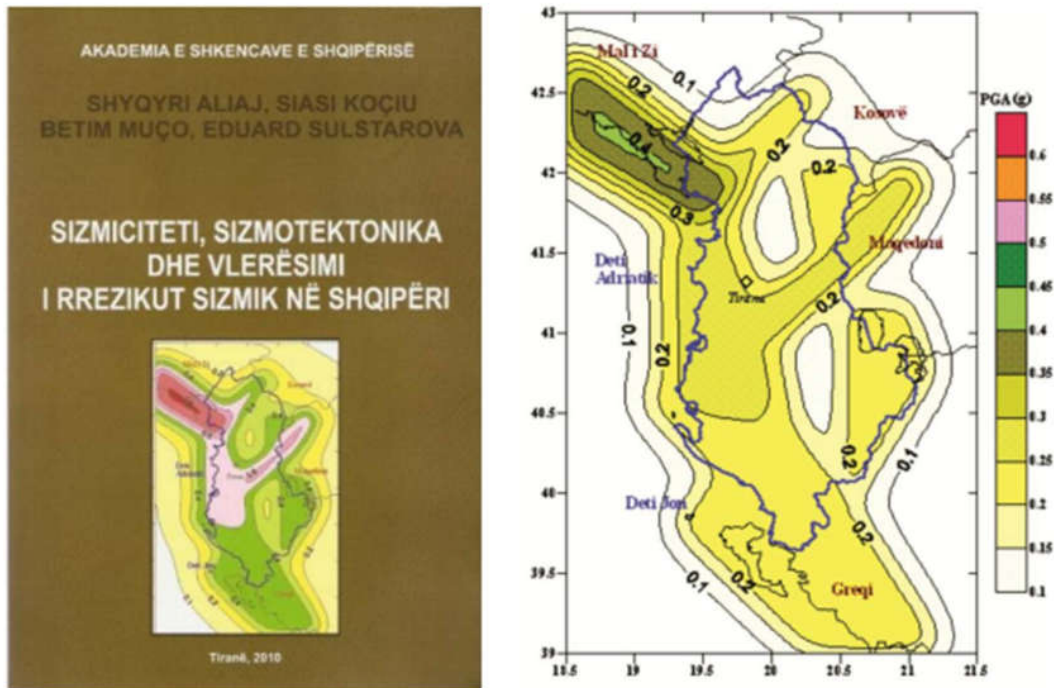 AKADEMIA E SHKENCAVE E SHQIPËRISË
SHYQYRI ALIAJ, SIASI KOÇIU
BETIM MUÇO, EDUARD SULSTAROVA
SIZMICITETI, SIZMOTEKTONIKA
DHE VLERËSIMI
I RREZIKUT SIZMIK NË SHQIPËRI
Tiranë, 2010
43
42.5
42
41.5
41
40.5
40
39.5
39
18.5 19 19.5 20 20.5 21 21.5
Mal i Zi
Kosovë
Maqedoni
Deti
Adriatik
Tirana
Deti Jon
Greqi
0.1
0.2
0.4
0.2
0.2
0.3
0.2
0.1
0.2
0.2
0.1
0.2
0.1
0.2
PGA (g)
0.6
0.55
0.5
0.45
0.4
0.35
0.3
0.25
0.2
0.15
0.1